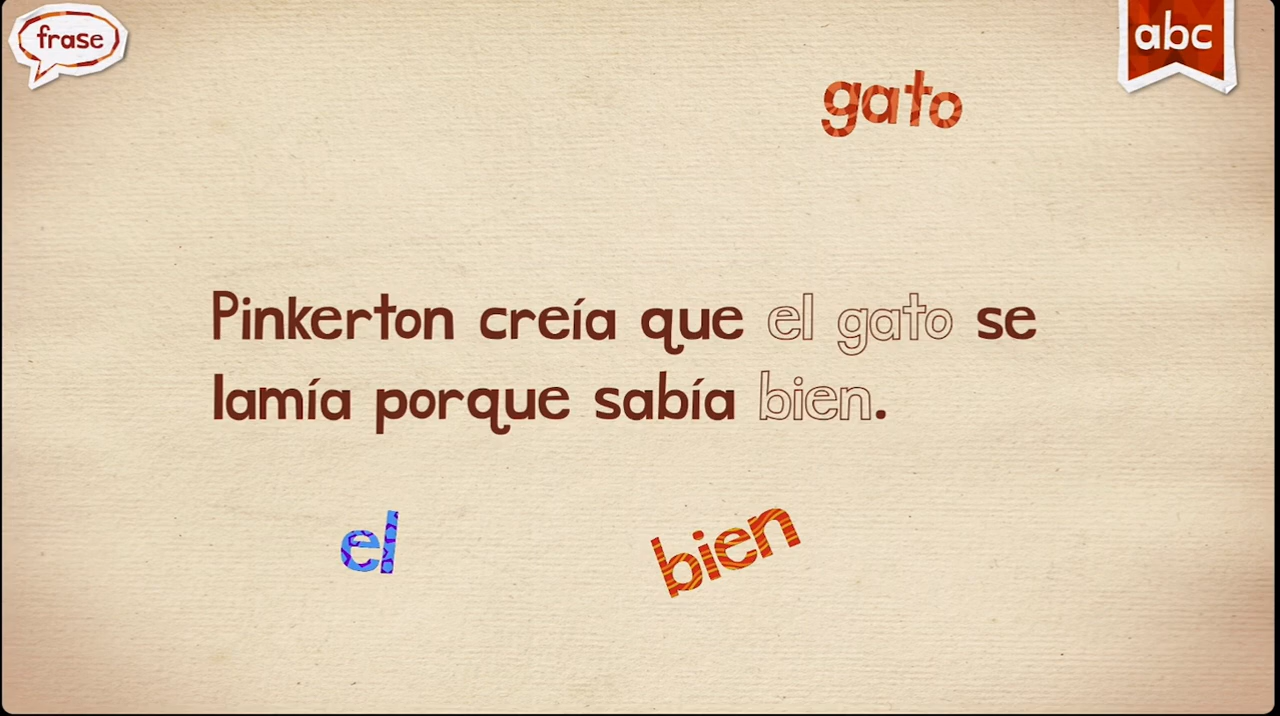 frase
abc
gato
Pinkerton creía que el gato se
lamía porque sabía bien.
el
bien